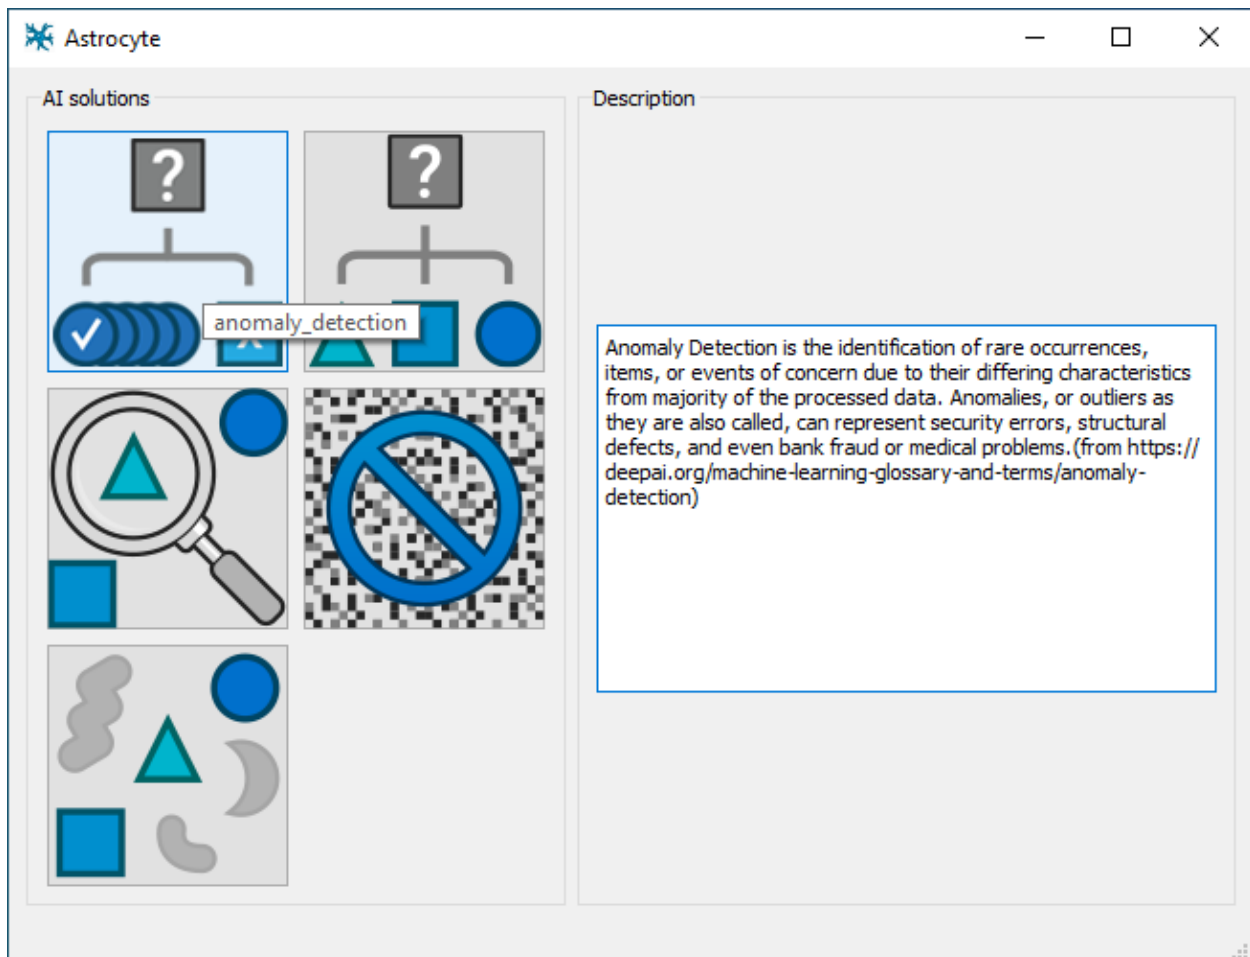 Astrocyte
AI solutions
Description
?
?
anomaly_detection
Anomaly Detection is the identification of rare occurrences,
items, or events of concern due to their differing characteristics
from majority of the processed data. Anomalies, or outliers as
they are also called, can represent security errors, structural
defects, and even bank fraud or medical problems.(from https://
deepai.org/machine-learning-glossary-and-terms/anomaly-
detection)